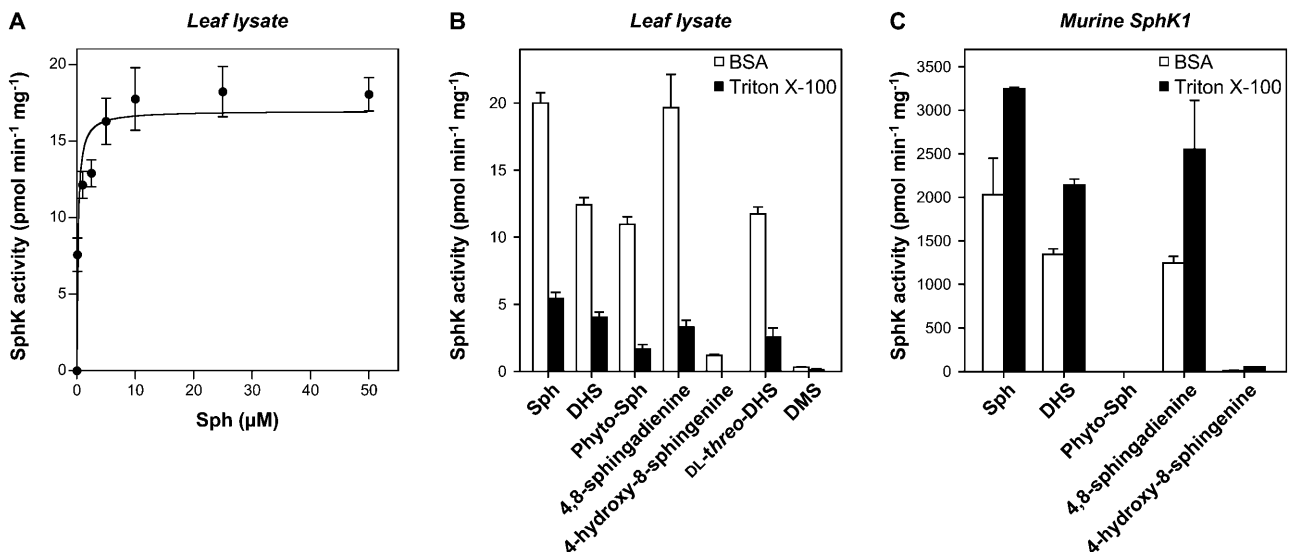 A
Leaf lysate
SphK activity (pmol min⁻¹ mg⁻¹)
20
15
10
5
0
0
10
20
30
40
50
Sph (µM)
B
Leaf lysate
BSA
Triton X-100
SphK activity (pmol min⁻¹ mg⁻¹)
20
15
10
5
0
Sph
DHS
Phyto-Sph
4,8-sphingadienine
4-hydroxy-8-sphingenine
DL-threo-DHS
DMS
C
Murine SphK1
BSA
Triton X-100
SphK activity (pmol min⁻¹ mg⁻¹)
3500
3000
2500
2000
1500
1000
500
0
Sph
DHS
Phyto-Sph
4,8-sphingadienine
4-hydroxy-8-sphingenine